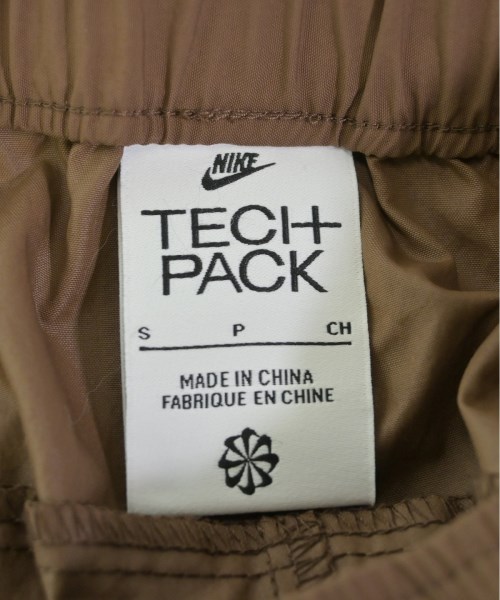 NIKE
TECH
PACK
S P CH
MADE IN CHINA
FABRIQUE EN CHINE